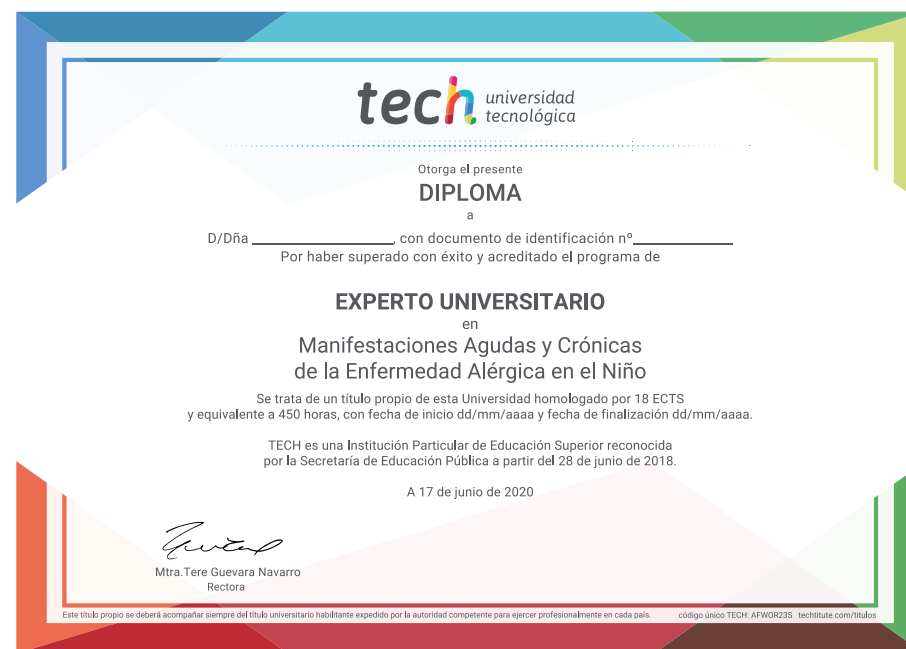 tech universidad
tecnológica
Otorga el presente
DIPLOMA
a
D/Dña ______________, con documento de identificación nº__________
Por haber superado con éxito y acreditado el programa de
EXPERTO UNIVERSITARIO
en
Manifestaciones Agudas y Crónicas
de la Enfermedad Alérgica en el Niño
Se trata de un título propio de esta Universidad homologado por 18 ECTS
y equivalente a 450 horas, con fecha de inicio dd/mm/aaaa y fecha de finalización dd/mm/aaaa.
TECH es una Institución Particular de Educación Superior reconocida
por la Secretaría de Educación Pública a partir del 28 de junio de 2018.
A 17 de junio de 2020
Mtra.Tere Guevara Navarro
Rectora
Este título propio se deberá acompañar siempre del título universitario habilitante expedido por la autoridad competente para ejercer profesionalmente en cada país. código único TECH: AFWOR23S techtitute.com/titulos